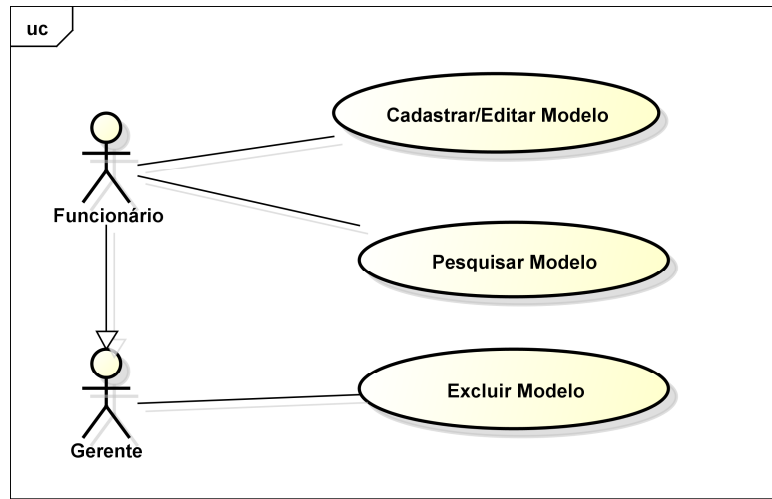 uc
Cadastrar/Editar Modelo
Funcionário
Pesquisar Modelo
Excluir Modelo
Gerente